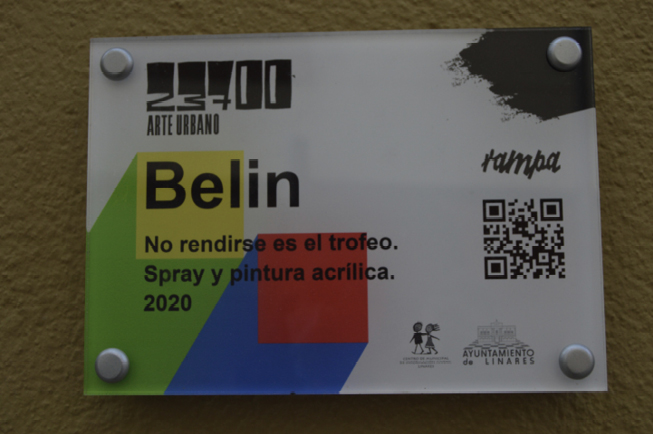 23700
ARTE URBANO
rampa
Belin
No rendirse es el trofeo.
Spray y pintura acrílica.
2020
AYUNTAMIENTO
de LINARES